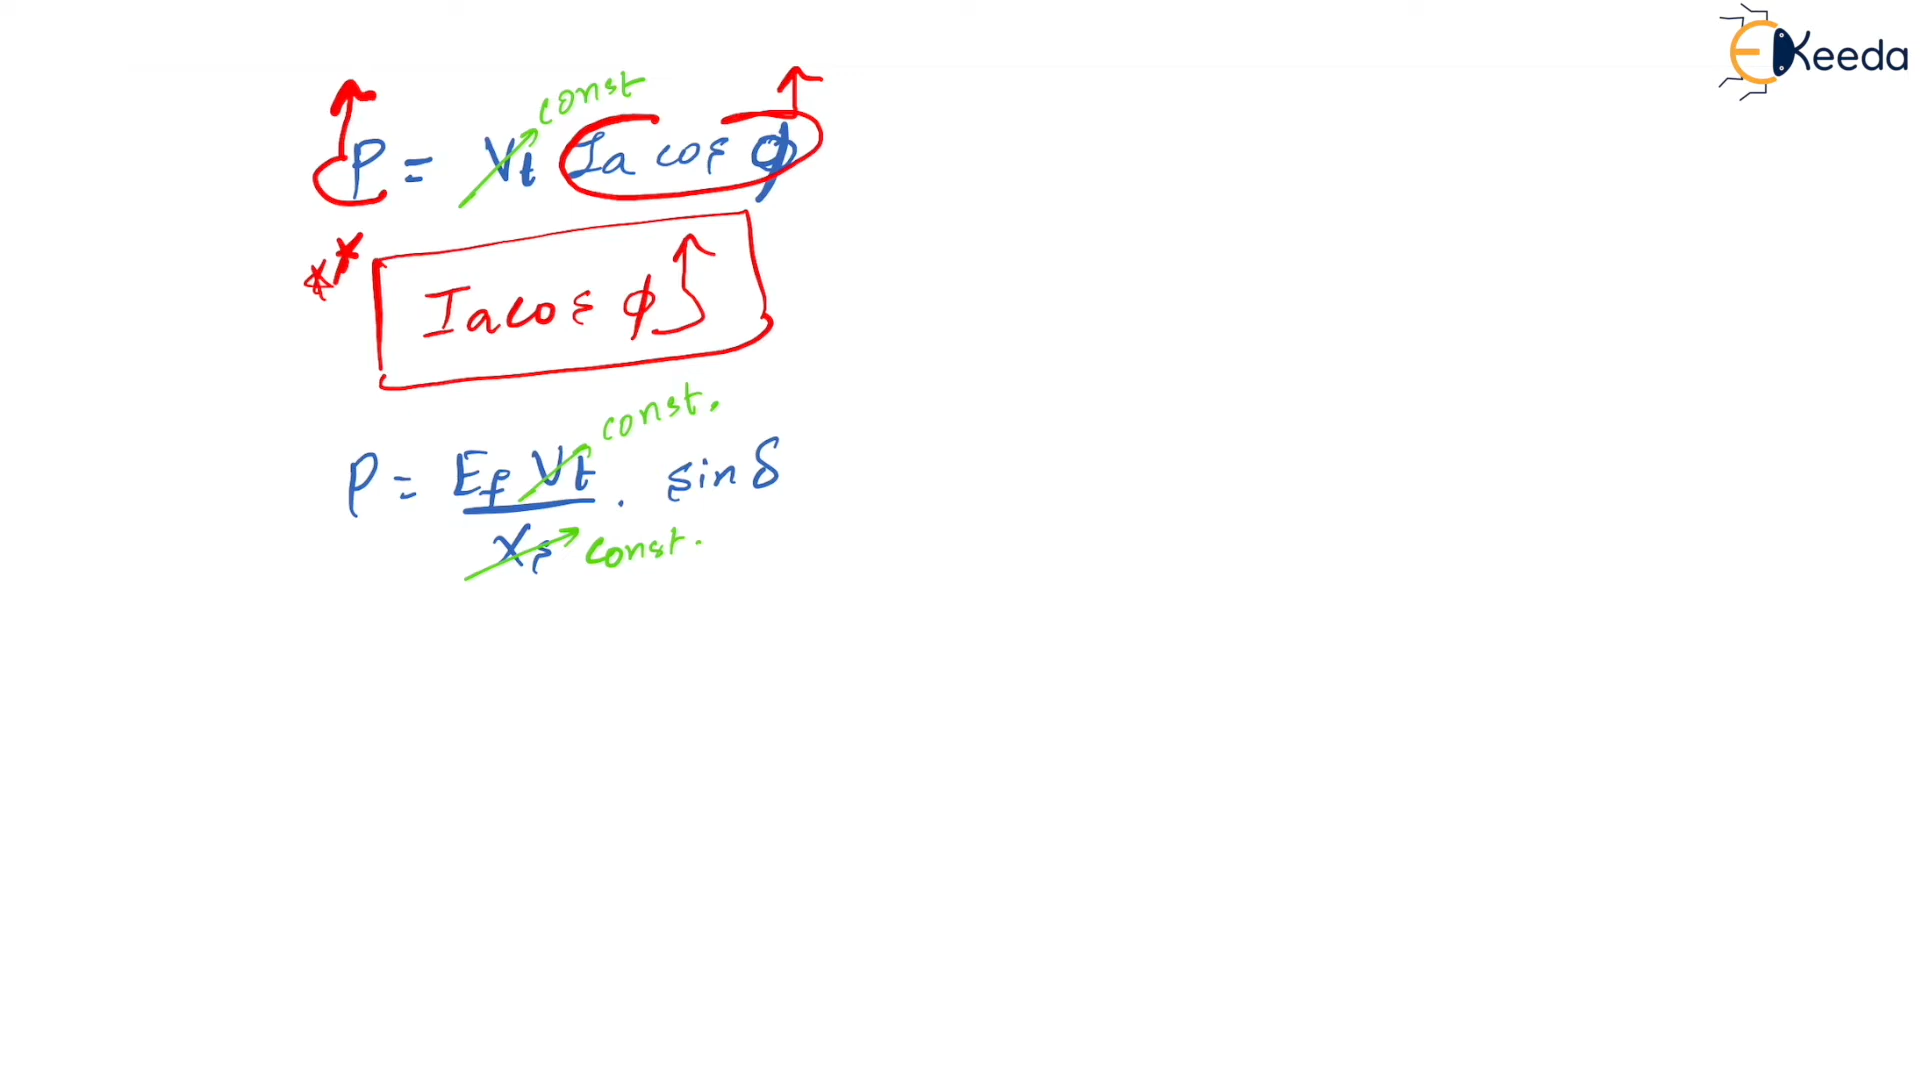 EKeeda
const
P = Vt Ia cos φ
** Ia cos φ ↑
const.
P = Ef Vt / Xs . sin δ
const.